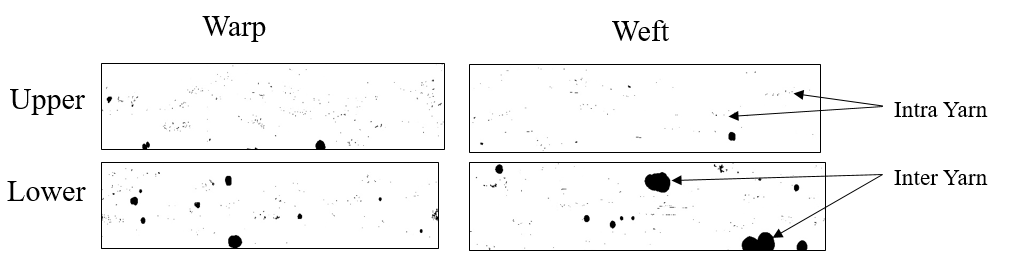 Warp
Weft
Upper
Intra Yarn
Lower
Inter Yarn